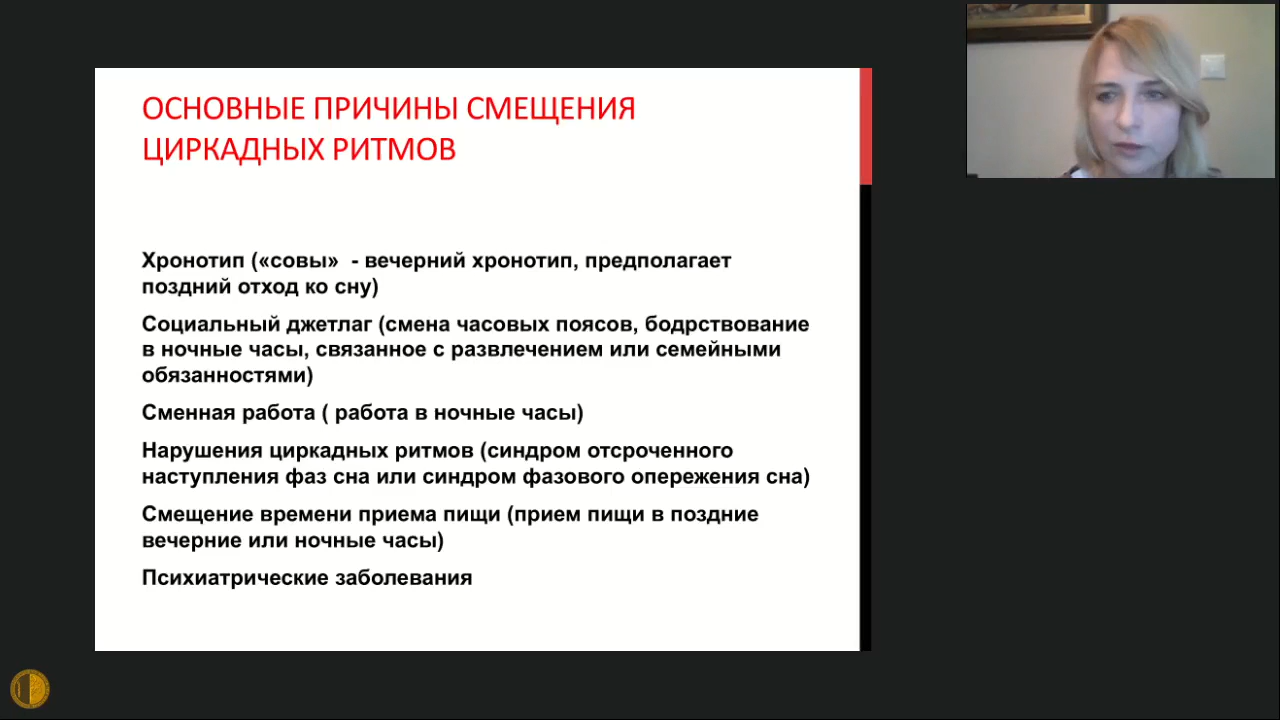 ОСНОВНЫЕ ПРИЧИНЫ СМЕЩЕНИЯ
ЦИРКАДНЫХ РИТМОВ
Хронотип («совы»  - вечерний хронотип, предполагает
поздний отход ко сну)
Социальный джетлаг (смена часовых поясов, бодрствование
в ночные часы, связанное с развлечением или семейными
обязанностями)
Сменная работа ( работа в ночные часы)
Нарушения циркадных ритмов (синдром отсроченного
наступления фаз сна или синдром фазового опережения сна)
Смещение времени приема пищи (прием пищи в поздние
вечерние или ночные часы)
Психиатрические заболевания